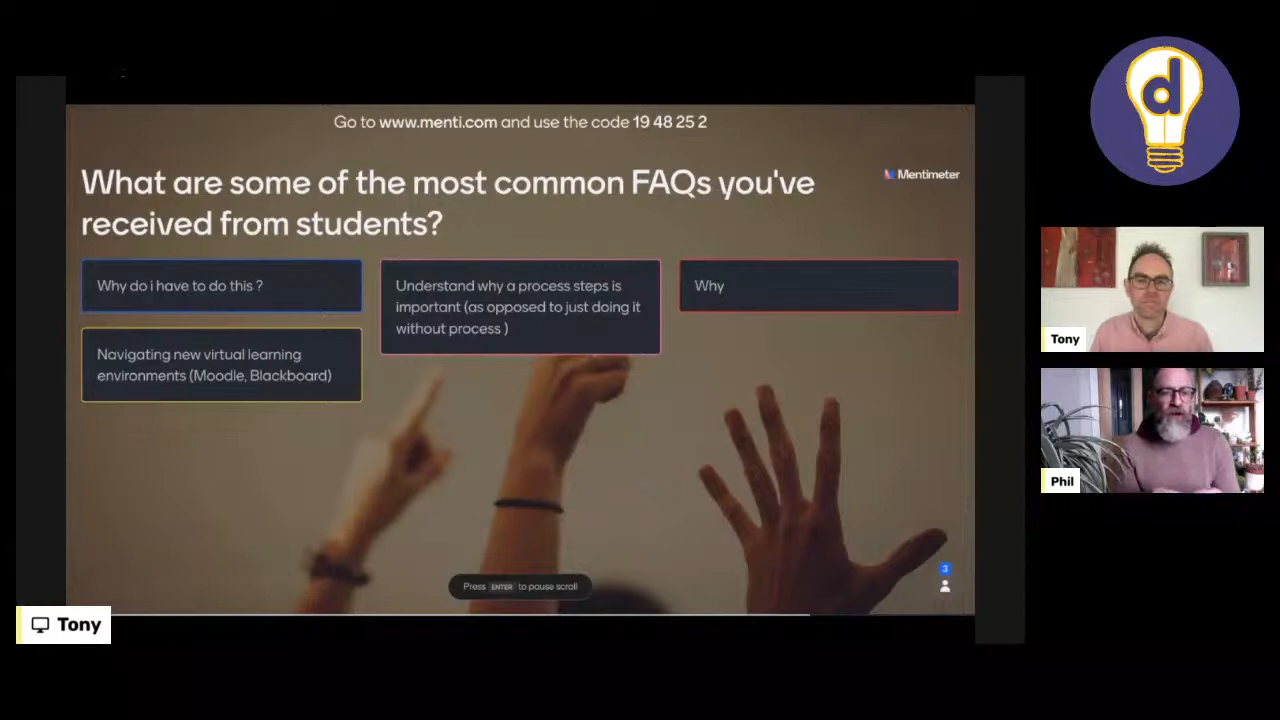 Go to www.menti.com and use the code 19 48 25 2
What are some of the most common FAQs you've
received from students?
Mentimeter
Why do i have to do this ?
Understand why a process steps is
important (as opposed to just doing it
without process )
Why
Navigating new virtual learning
environments (Moodle, Blackboard)
Press ENTER to pause scroll
3
Tony
d
Tony
Phil